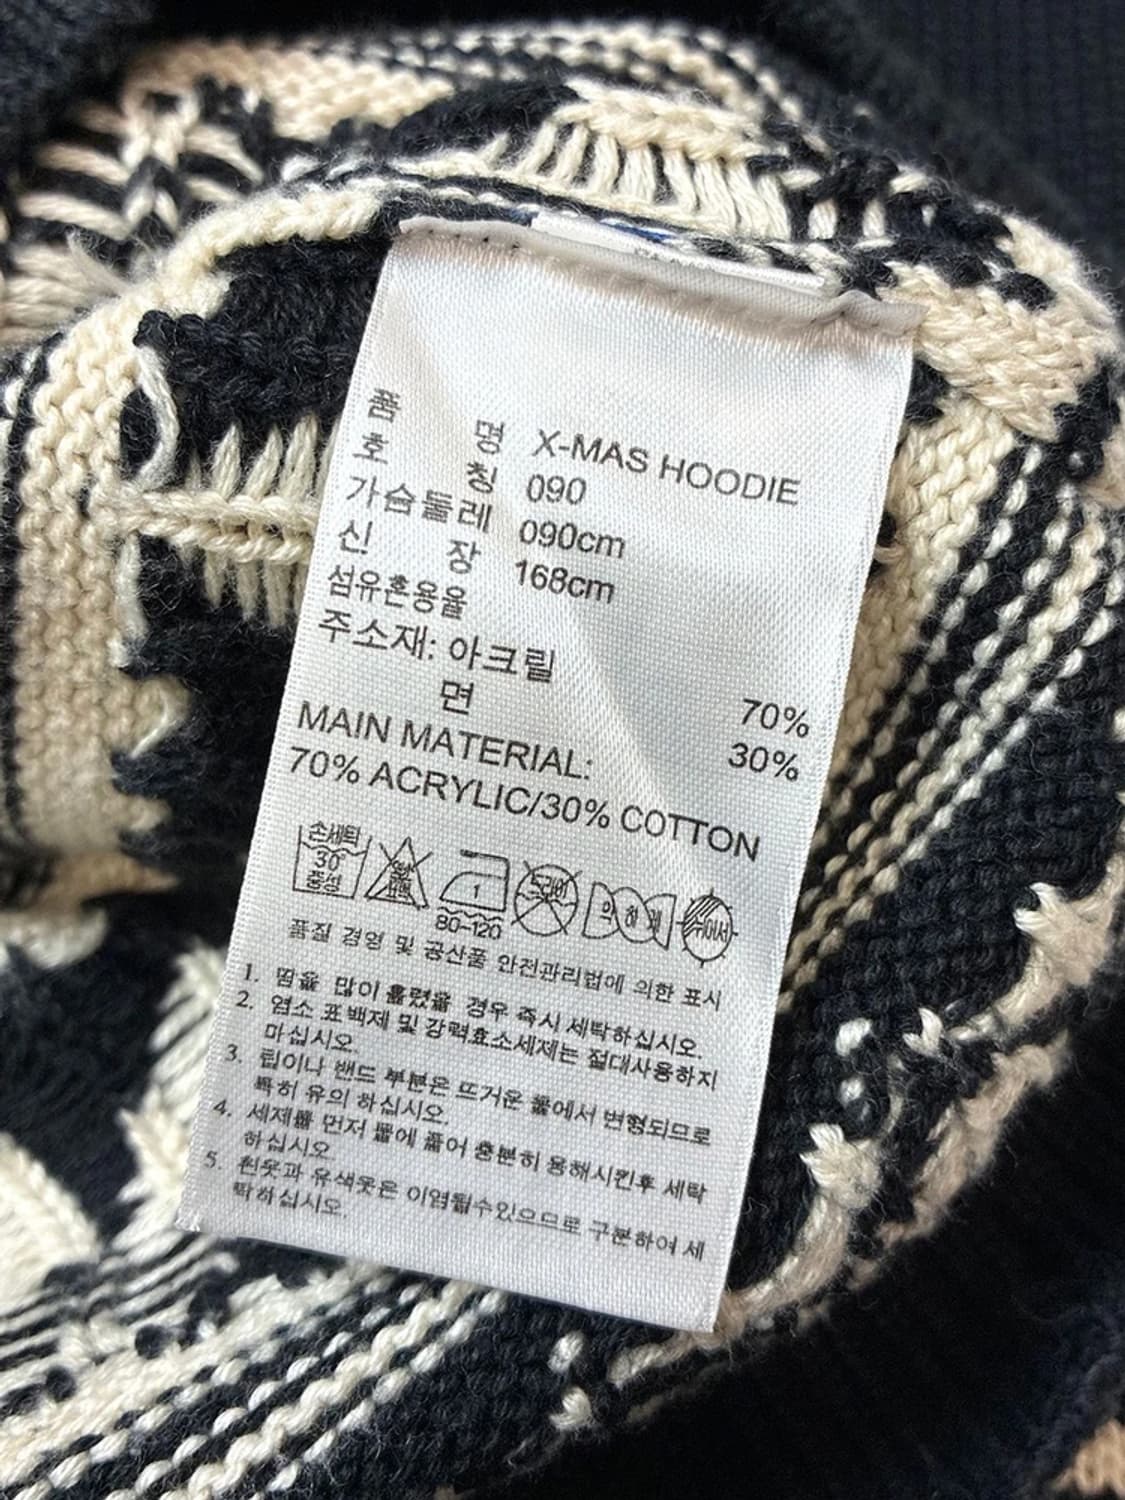 품 명 X-MAS HOODIE
호 칭 090
가슴둘레 090cm
신 장 168cm
섬유혼용율
주소재: 아크릴 70%
면 30%
MAIN MATERIAL:
70% ACRYLIC/30% COTTON
손세탁
30°
중성
1
80~120
약하게
품질 경영 및 공산품 안전관리법에 의한 표시
1. 땀을 많이 흘렸을 경우 즉시 세탁하십시오.
2. 염소 표백제 및 강력효소세제는 절대사용하지
마십시오.
3. 립이나 밴드 부분은 뜨거운 물에서 변형되므로
특히 유의 하십시오.
4. 세제를 먼저 물에 풀어 충분히 용해시킨후 세탁
하십시오
5. 흰옷과 유색옷은 이염될수있으므로 구분하여 세
탁하십시오.